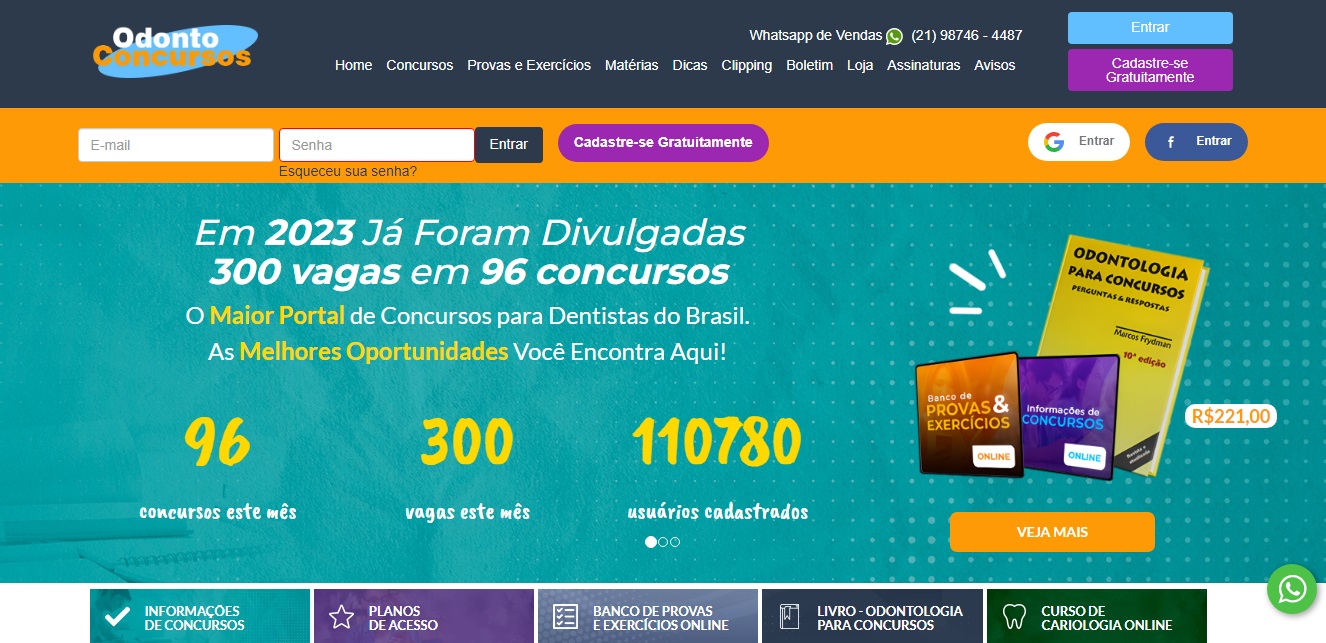 Odonto
Concursos
Whatsapp de Vendas (21) 98746 - 4487
Home Concursos Provas e Exercícios Matérias Dicas Clipping Boletim Loja Assinaturas Avisos
Entrar
Cadastre-se
Gratuitamente
E-mail
Senha
Entrar
Cadastre-se Gratuitamente
Entrar
f Entrar
Esqueceu sua senha?
Em 2023 Já Foram Divulgadas
300 vagas em 96 concursos
O Maior Portal de Concursos para Dentistas do Brasil.
As Melhores Oportunidades Você Encontra Aqui!
96
concursos este mês
300
vagas este mês
110780
usuários cadastrados
ODONTOLOGIA
PARA CONCURSOS
PERGUNTAS & RESPOSTAS
Marcos Frydman
10ª edição
Revista e
atualizada
Banco de
PROVAS &
EXERCÍCIOS
ONLINE
Informações de
CONCURSOS
ONLINE
R$221,00
VEJA MAIS
INFORMAÇÕES
DE CONCURSOS
PLANOS
DE ACESSO
BANCO DE PROVAS
E EXERCÍCIOS ONLINE
LIVRO - ODONTOLOGIA
PARA CONCURSOS
CURSO DE
CARIOLOGIA ONLINE